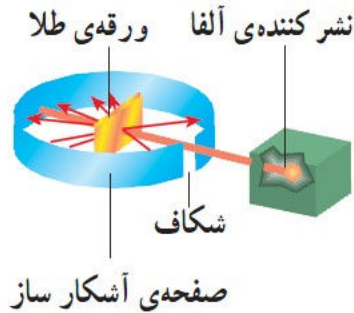 نشر کننده‌ی آلفا
ورقه‌ی طلا
شکاف
صفحه‌ی آشکار ساز